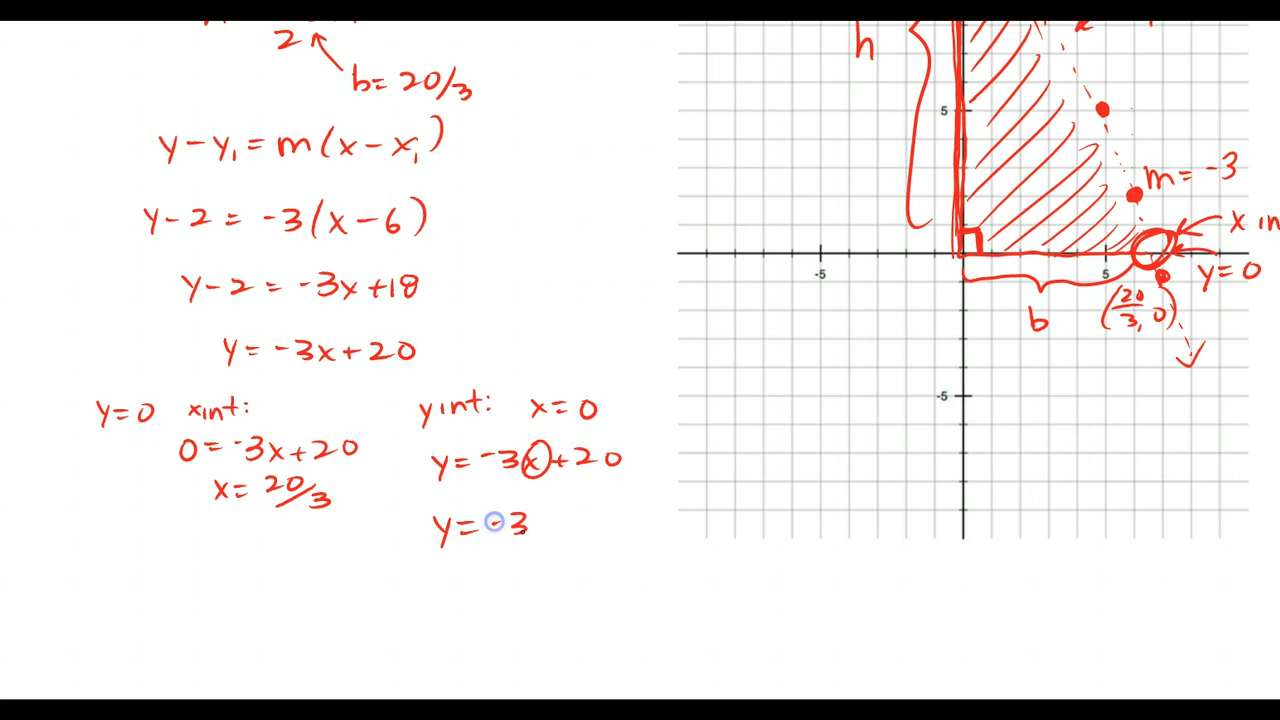 2
b = 20/3
y - y₁ = m(x - x₁)
y - 2 = -3(x - 6)
y - 2 = -3x + 18
y = -3x + 20
y = 0 xint:
0 = -3x + 20
x = 20/3
yint: x = 0
y = -3x + 20
y = -3
h
5
m = -3
x in
-5
5
y = 0
(20/3, 0)
b
-5